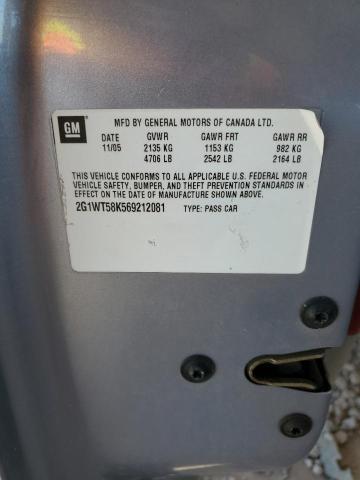 GM
MFD BY GENERAL MOTORS OF CANADA LTD.
DATE GVWR GAWR FRT GAWR RR
11/05 2135 KG 1153 KG 982 KG
4706 LB 2542 LB 2164 LB
THIS VEHICLE CONFORMS TO ALL APPLICABLE U.S. FEDERAL MOTOR
VEHICLE SAFETY, BUMPER, AND THEFT PREVENTION STANDARDS IN
EFFECT ON THE DATE OF MANUFACTURE SHOWN ABOVE.
2G1WT58K569212081 TYPE: PASS CAR